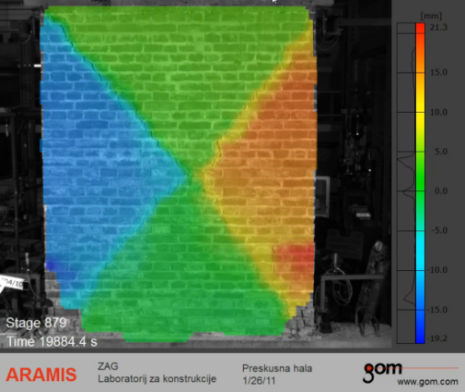 [mm]
21.3
15.0
10.0
5.0
0.0
-5.0
-10.0
-15.0
-19.2
Stage 879
Time 19884.4 s
ARAMIS
ZAG
Laboratorij za konstrukcije
Preskusna hala
1/26/11
gom
www.gom.com